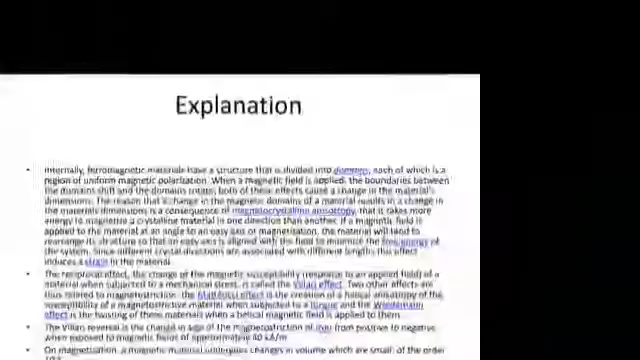 Explanation
• Internally, ferromagnetic materials have a structure that is divided into domains, each of which is a
region of uniform magnetic polarization. When a magnetic field is applied, the boundaries between
the domains shift and the domains rotate; both of these effects cause a change in the material's
dimensions. The reason that a change in the magnetic domains of a material results in a change in
the materials dimensions is a consequence of magnetocrystalline anisotropy, that it takes more
energy to magnetize a crystalline material in one direction than another. If a magnetic field is
applied to the material at an angle to an easy axis of magnetization, the material will tend to
rearrange its structure so that an easy axis is aligned with the field to minimize the free energy of
the system. Since different crystal directions are associated with different lengths this effect
induces a strain in the material.
• The reciprocal effect, the change of the magnetic susceptibility (response to an applied field) of a
material when subjected to a mechanical stress, is called the Villari effect. Two other effects are
thus related to magnetostriction: the Matteucci effect is the creation of a helical anisotropy of the
susceptibility of a magnetostrictive material when subjected to a torque and the Wiedemann
effect is the twisting of these materials when a helical magnetic field is applied to them.
• The Villari reversal is the change in sign of the magnetostriction of iron from positive to negative
when exposed to magnetic fields of approximately 40 kA/m
• On magnetisation, a magnetic material undergoes changes in volume which are small: of the order